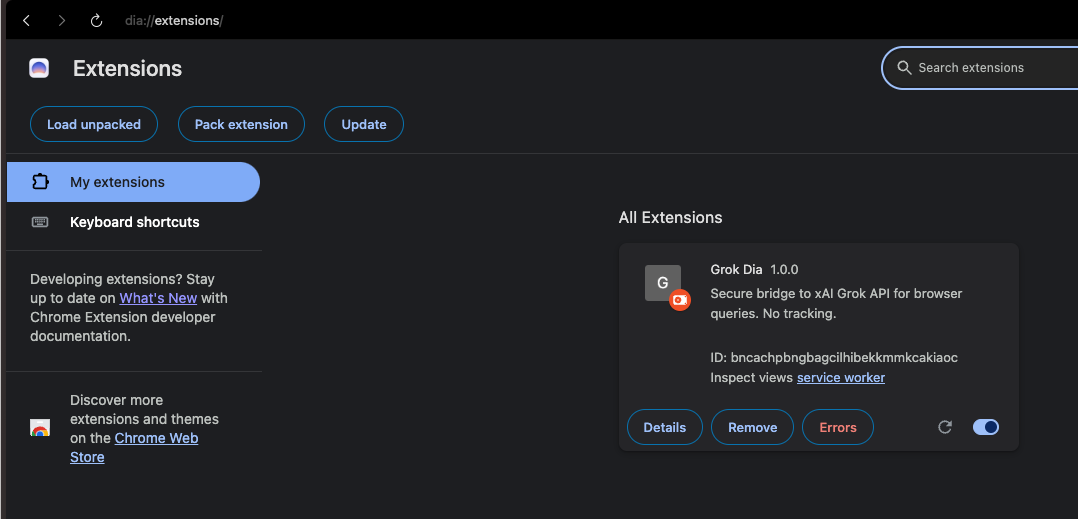 dia://extensions/
Extensions
Search extensions
Load unpacked
Pack extension
Update
My extensions
Keyboard shortcuts
Developing extensions? Stay
up to date on What's New with
Chrome Extension developer
documentation.
Discover more
extensions and themes
on the Chrome Web
Store
All Extensions
G
Grok Dia 1.0.0
Secure bridge to xAI Grok API for browser
queries. No tracking.
ID: bncachpbngbagcilhibekkmmkcakiaoc
Inspect views service worker
Details
Remove
Errors